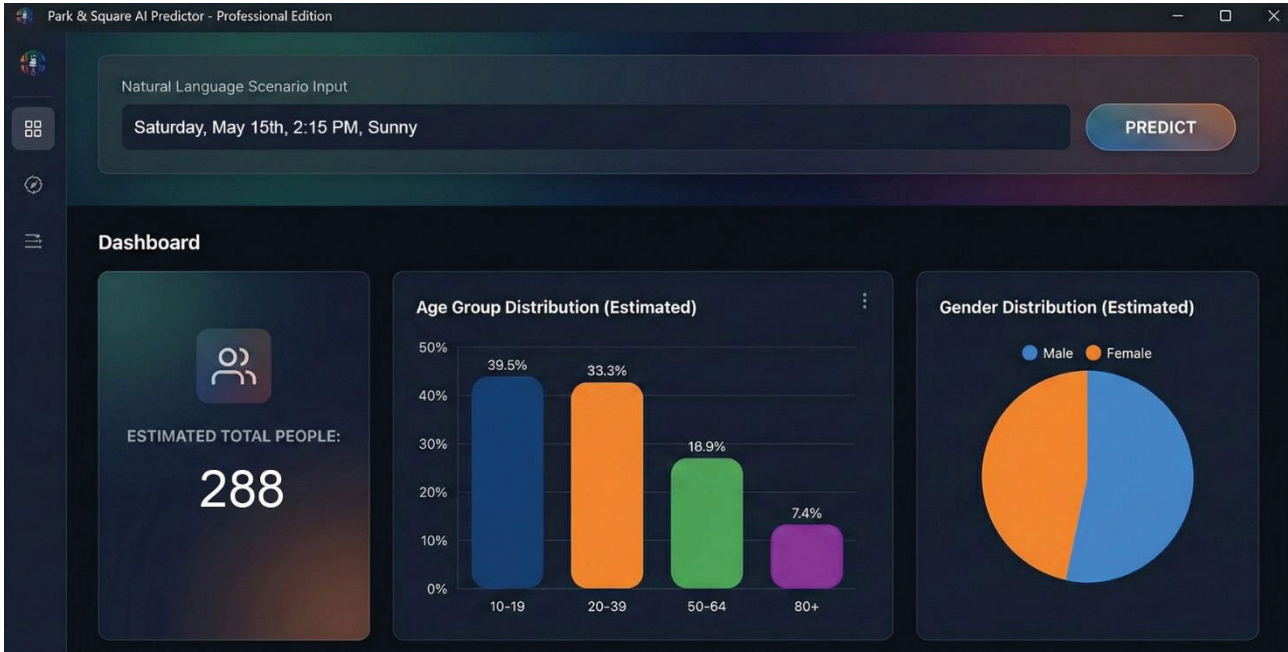 Park & Square AI Predictor - Professional Edition
Natural Language Scenario Input
Saturday, May 15th, 2:15 PM, Sunny
PREDICT
Dashboard
ESTIMATED TOTAL PEOPLE:
288
Age Group Distribution (Estimated)
50%
40%
30%
20%
10%
0%
39.5%
33.3%
18.9%
7.4%
10-19
20-39
50-64
80+
Gender Distribution (Estimated)
Male
Female